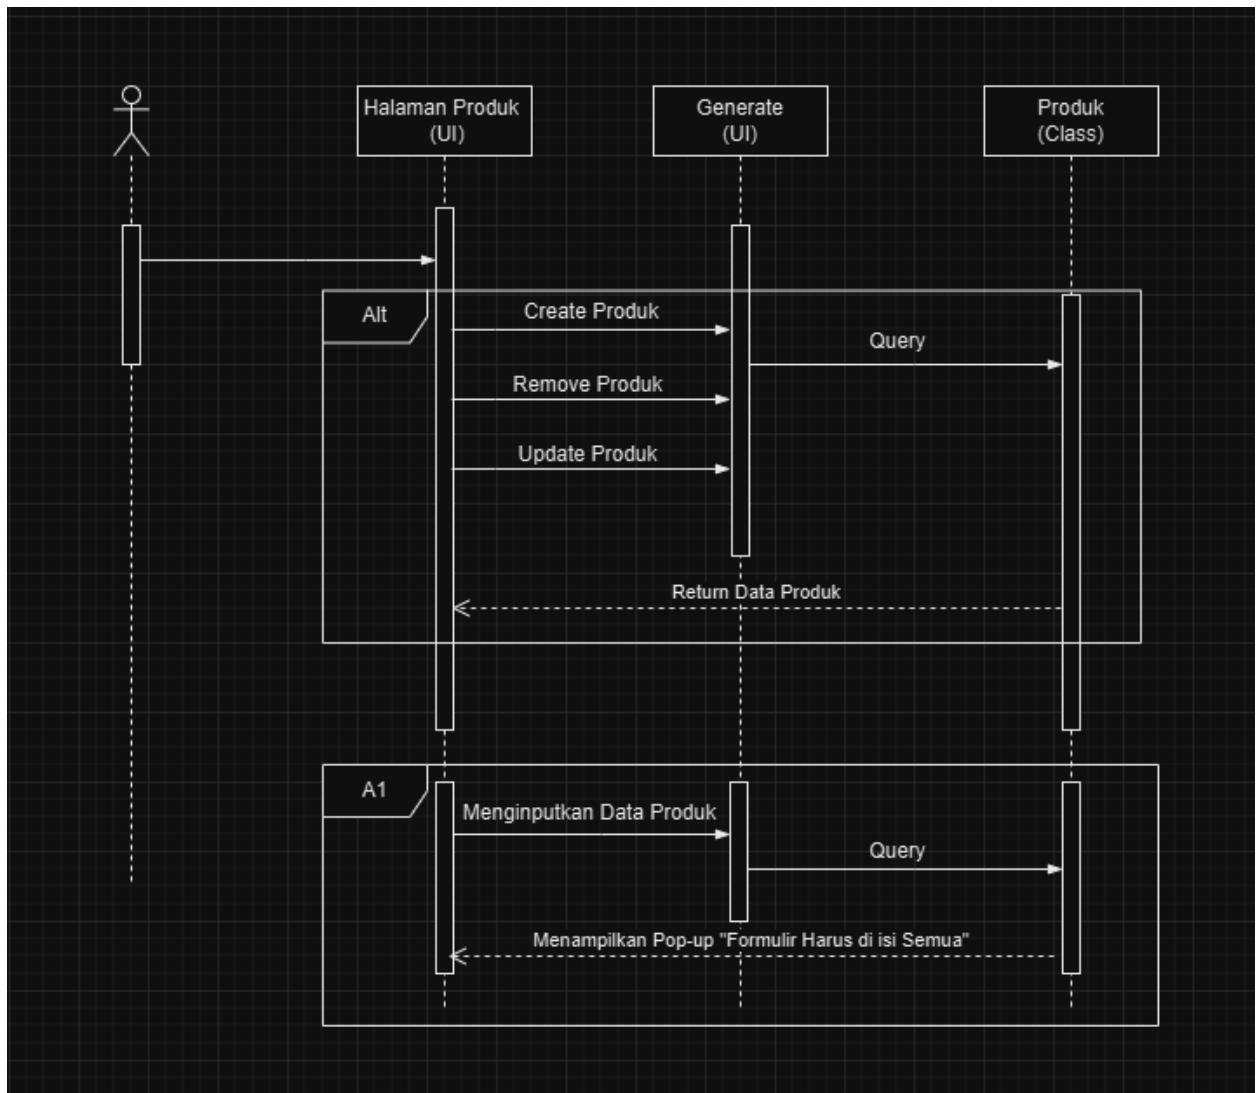 Halaman Produk
(UI)
Generate
(UI)
Produk
(Class)
Alt
Create Produk
Query
Remove Produk
Update Produk
Return Data Produk
A1
Menginputkan Data Produk
Query
Menampilkan Pop-up "Formulir Harus di isi Semua"